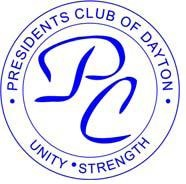 • PRESIDENTS CLUB OF DAYTON •
PC
UNITY • STRENGTH